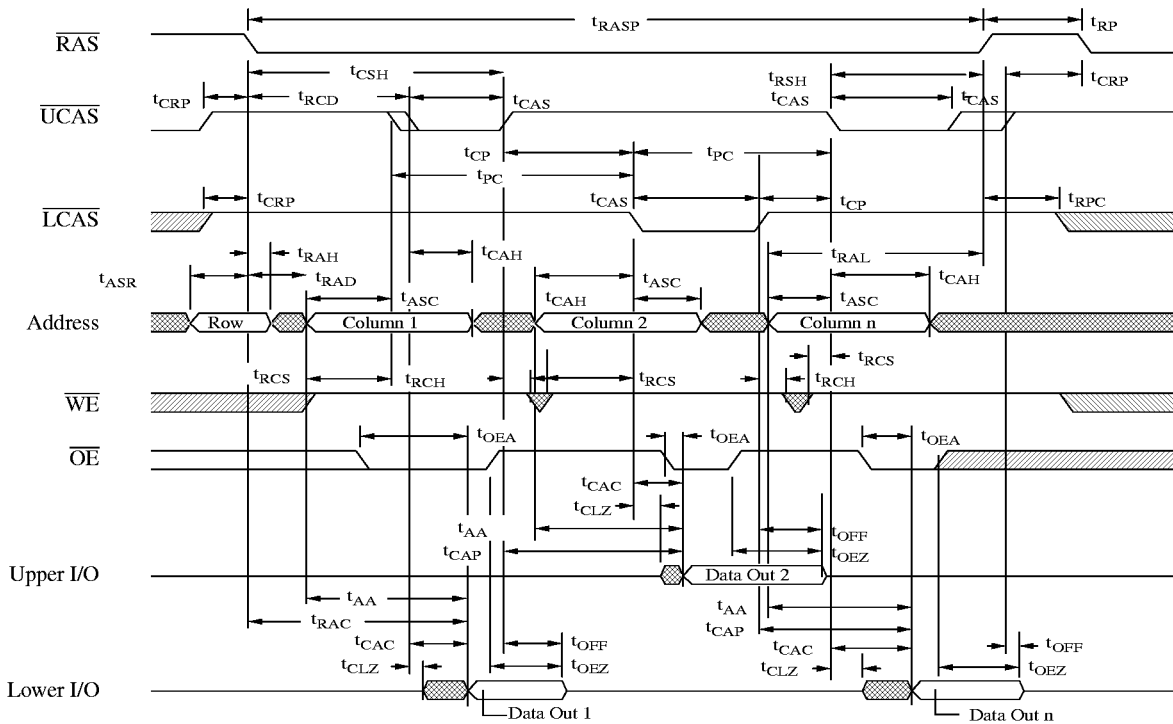 tRASP tRP
RAS
tCSH tRSH tCRP
tCRP tRCD tCAS tCAS tCAS
UCAS
tCP tPC
tPC
tCRP tCAS tCP tRPC
LCAS
tRAH tCAH tRAL
tASR tRAD tASC tCAH
tASC tCAH tASC
Address Row Column 1 Column 2 Column n
tRCS tRCH tRCS tRCH tRCS
WE
tOEA tOEA tOEA
OE
tCAC
tCLZ
tAA tOFF
tCAP tOEZ
Upper I/O Data Out 2
tAA tAA
tRAC tCAP
tCAC tOFF tCAC tOFF
tCLZ tOEZ tCLZ tOEZ
Lower I/O
Data Out 1 Data Out n